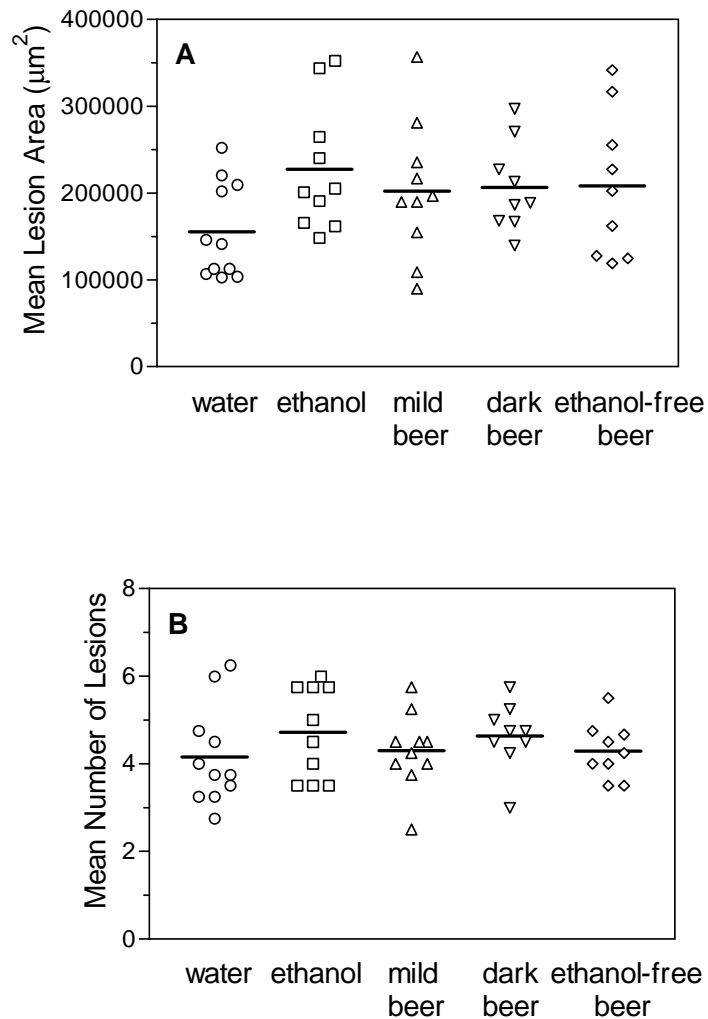 A
Mean Lesion Area (μm²)
400000
300000
200000
100000
0
water ethanol mild beer dark beer ethanol-free beer
B
Mean Number of Lesions
8
6
4
2
0
water ethanol mild beer dark beer ethanol-free beer